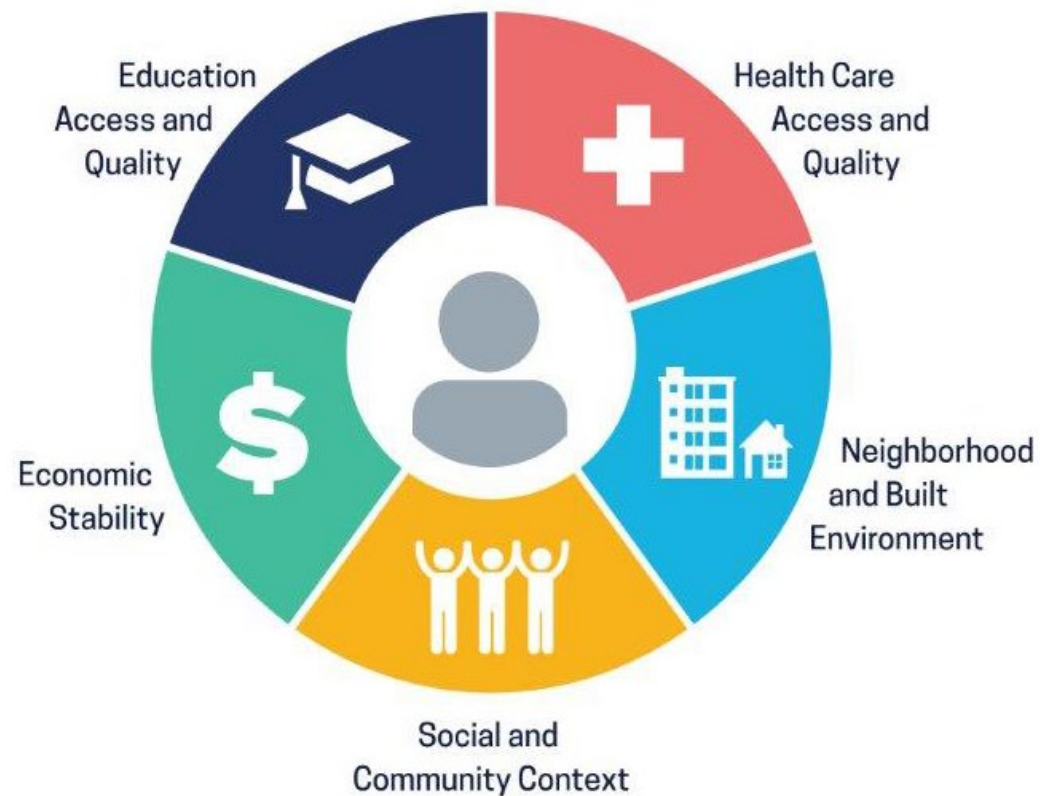 Education
Access and
Quality
Health Care
Access and
Quality
Economic
Stability
$
Neighborhood
and Built
Environment
Social and
Community Context